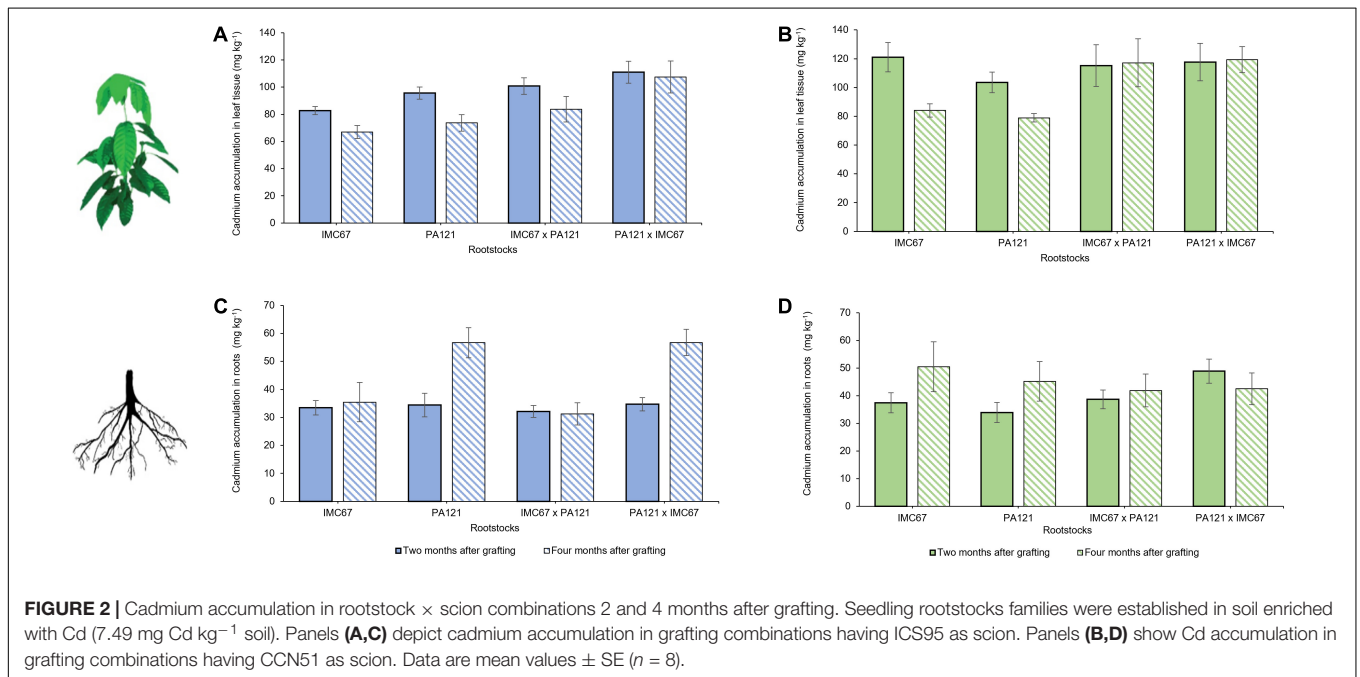 A
Cadmium accumulation in leaf tissue (mg kg⁻¹)
140
120
100
80
60
40
20
0
IMC67
PA121
IMC67 x PA121
PA121 x IMC67
Rootstocks
B
Cadmium accumulation in leaf tissue (mg kg⁻¹)
140
120
100
80
60
40
20
0
IMC67
PA121
IMC67 x PA121
PA121 x IMC67
Rootstocks
C
Cadmium accumulation in roots (mg kg⁻¹)
70
60
50
40
30
20
10
0
IMC67
PA121
IMC67 x PA121
PA121 x IMC67
Rootstocks
Two months after grafting
Four months after grafting
D
Cadmium accumulation in roots (mg kg⁻¹)
70
60
50
40
30
20
10
0
IMC67
PA121
IMC67 x PA121
PA121 x IMC67
Rootstocks
Two months after grafting
Four months after grafting
FIGURE 2 | Cadmium accumulation in rootstock × scion combinations 2 and 4 months after grafting. Seedling rootstocks families were established in soil enriched
with Cd (7.49 mg Cd kg⁻¹ soil). Panels (A,C) depict cadmium accumulation in grafting combinations having ICS95 as scion. Panels (B,D) show Cd accumulation in
grafting combinations having CCN51 as scion. Data are mean values ± SE (n = 8).